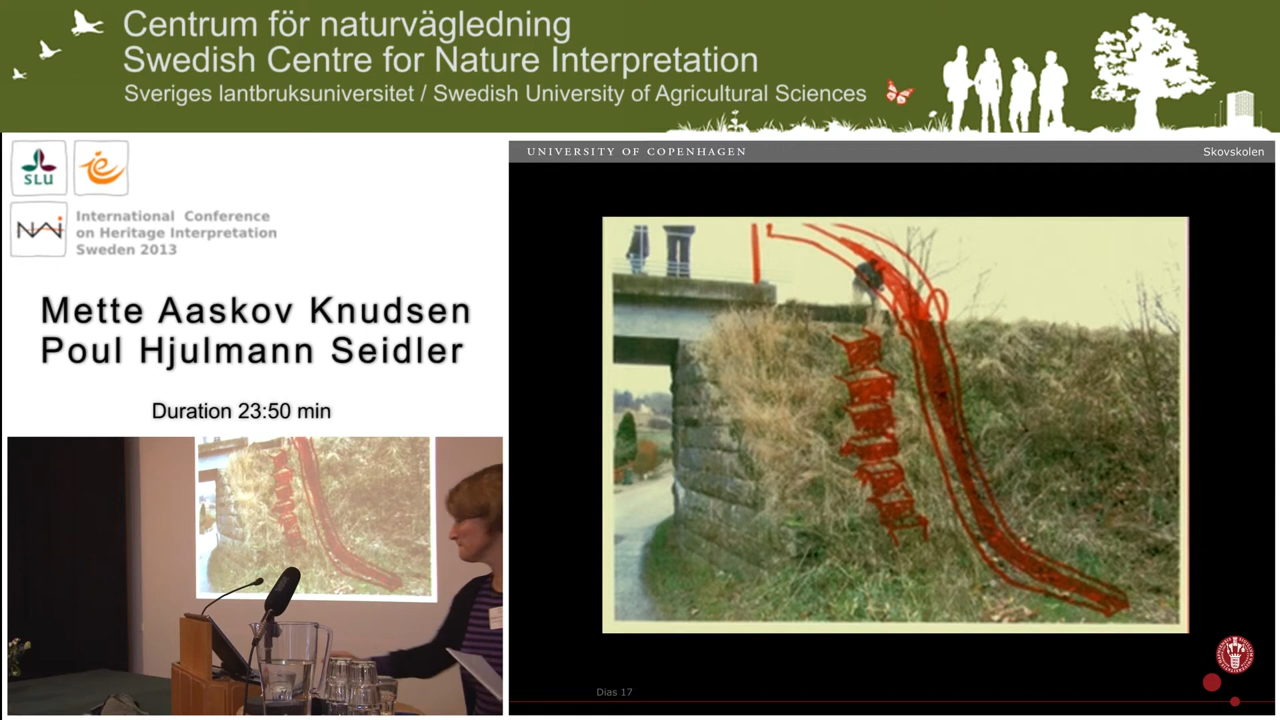 Centrum för naturvägledning
Swedish Centre for Nature Interpretation
Sveriges lantbruksuniversitet / Swedish University of Agricultural Sciences
SLU
NAI
International Conference
on Heritage Interpretation
Sweden 2013
Mette Aaskov Knudsen
Poul Hjulmann Seidler
Duration 23:50 min
UNIVERSITY OF COPENHAGEN
Skovskolen
Dias 17